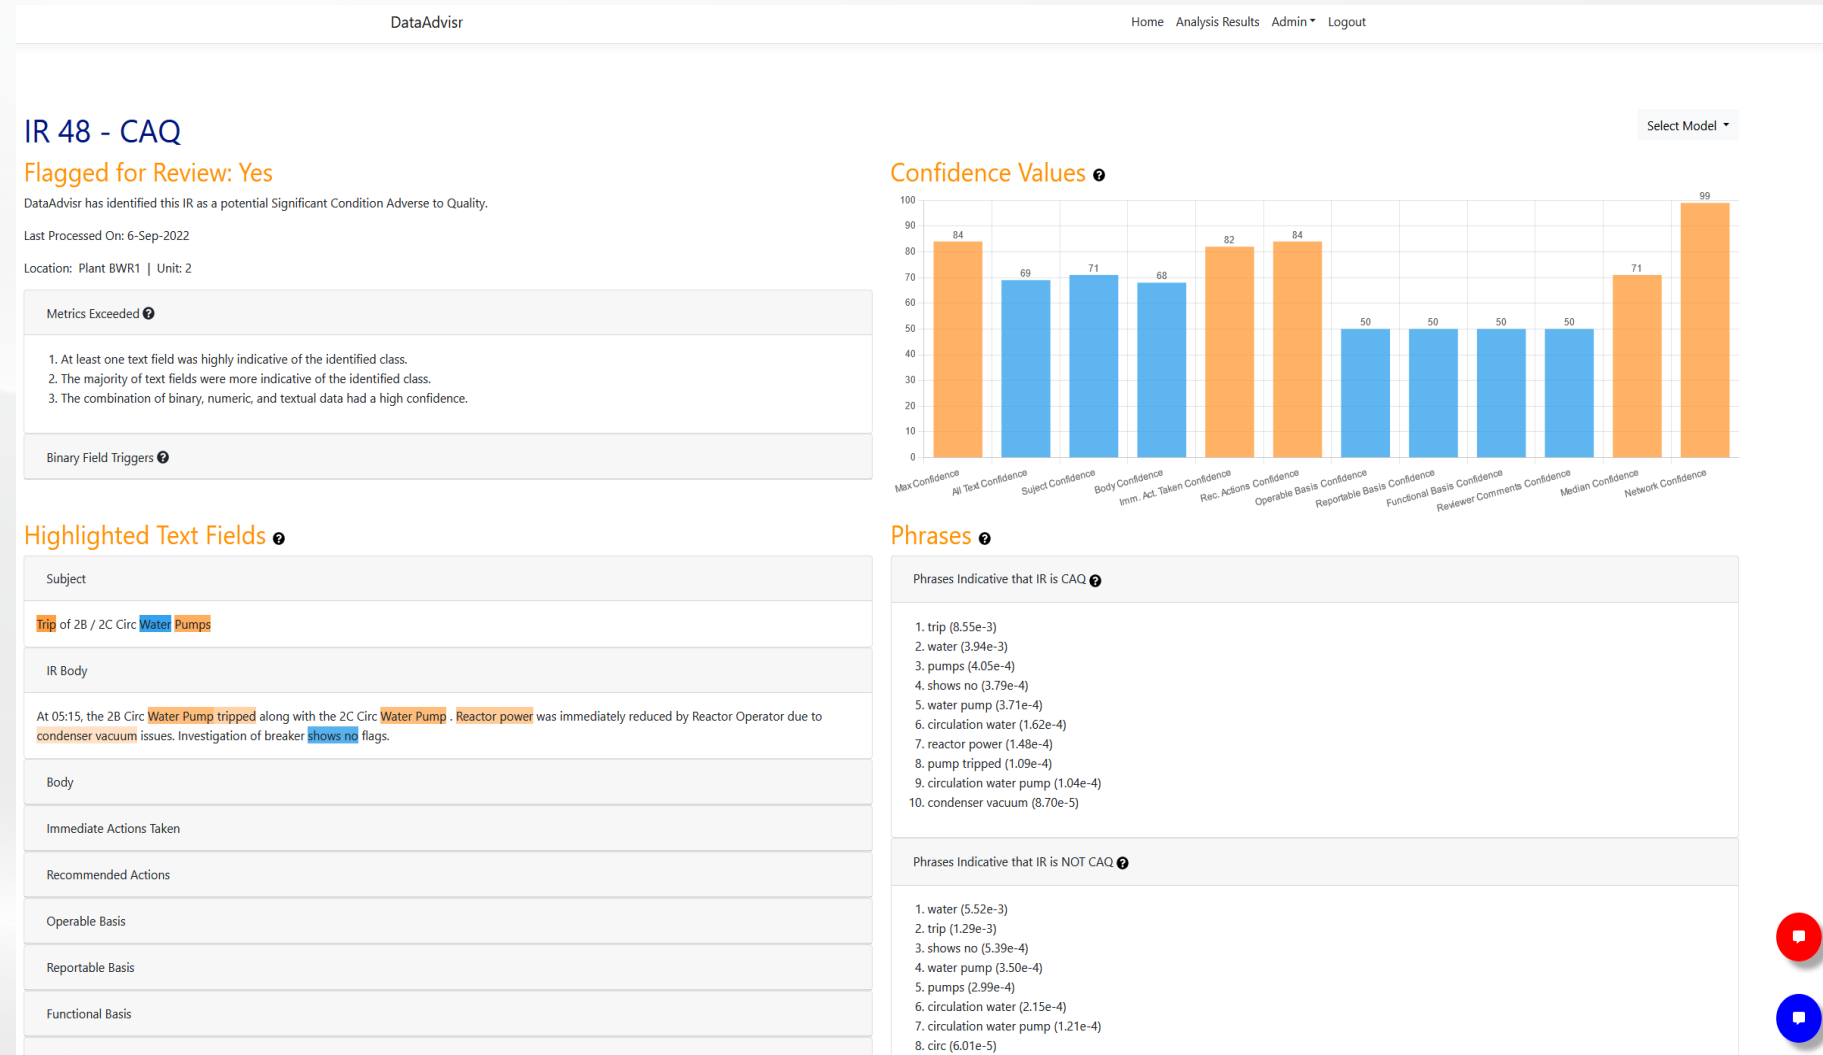 DataAdvisr
Home Analysis Results Admin Logout
IR 48 - CAQ
Select Model
Flagged for Review: Yes
DataAdvisr has identified this IR as a potential Significant Condition Adverse to Quality.
Last Processed On: 6-Sep-2022
Location: Plant BWR1 | Unit: 2
Metrics Exceeded ?
1. At least one text field was highly indicative of the identified class.
2. The majority of text fields were more indicative of the identified class.
3. The combination of binary, numeric, and textual data had a high confidence.
Binary Field Triggers ?
Confidence Values ?
100
90
80
70
60
50
40
30
20
10
0
84
69
71
68
82
84
50
50
50
50
71
99
Max Confidence
All Text Confidence
Suject Confidence
Body Confidence
Imm. Act. Taken Confidence
Rec. Actions Confidence
Operable Basis Confidence
Reportable Basis Confidence
Functional Basis Confidence
Reviewer Comments Confidence
Median Confidence
Network Confidence
Highlighted Text Fields ?
Subject
Trip of 2B / 2C Circ Water Pumps
IR Body
At 05:15, the 2B Circ Water Pump tripped along with the 2C Circ Water Pump . Reactor power was immediately reduced by Reactor Operator due to
condenser vacuum issues. Investigation of breaker shows no flags.
Body
Immediate Actions Taken
Recommended Actions
Operable Basis
Reportable Basis
Functional Basis
Phrases ?
Phrases Indicative that IR is CAQ ?
1. trip (8.55e-3)
2. water (3.94e-3)
3. pumps (4.05e-4)
4. shows no (3.79e-4)
5. water pump (3.71e-4)
6. circulation water (1.62e-4)
7. reactor power (1.48e-4)
8. pump tripped (1.09e-4)
9. circulation water pump (1.04e-4)
10. condenser vacuum (8.70e-5)
Phrases Indicative that IR is NOT CAQ ?
1. water (5.52e-3)
2. trip (1.29e-3)
3. shows no (5.39e-4)
4. water pump (3.50e-4)
5. pumps (2.99e-4)
6. circulation water (2.15e-4)
7. circulation water pump (1.21e-4)
8. circ (6.01e-5)